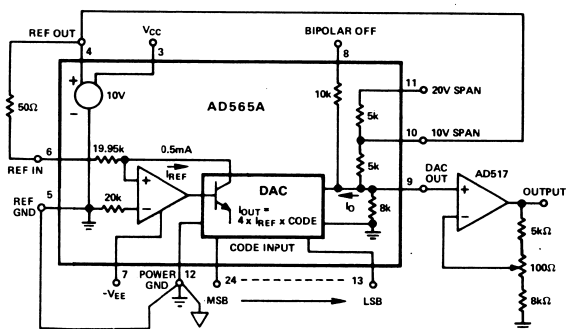 REF OUT
4
VCC
3
BIPOLAR OFF
8
+
10V
-
AD565A
10k
5k
11
20V SPAN
10
10V SPAN
50Ω
6
REF IN
19.95k
0.5mA
IREF
5k
DAC OUT
9
AD517
OUTPUT
5
REF GND
20k
+
-
DAC
IOUT =
4 x IREF x CODE
IO
8k
+
-
5kΩ
100Ω
8kΩ
CODE INPUT
7
-VEE
POWER GND
12
24
13
MSB
LSB